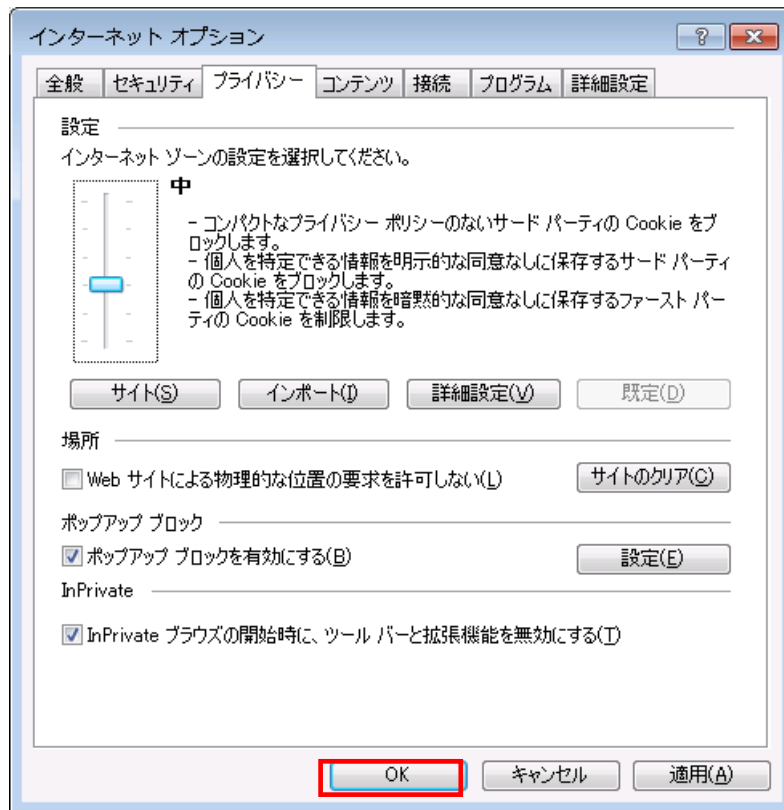 インターネット オプション
全般 セキュリティ プライバシー コンテンツ 接続 プログラム 詳細設定
設定
インターネット ゾーンの設定を選択してください。
中
- コンパクトなプライバシー ポリシーのないサード パーティの Cookie をブ
ロックします。
- 個人を特定できる情報を明示的な同意なしに保存するサード パーティ
の Cookie をブロックします。
- 個人を特定できる情報を暗黙的な同意なしに保存するファースト パー
ティの Cookie を制限します。
サイト(S) インポート(I) 詳細設定(V) 既定(D)
場所
Web サイトによる物理的な位置の要求を許可しない(L) サイトのクリア(C)
ポップアップ ブロック
ポップアップ ブロックを有効にする(B) 設定(E)
InPrivate
InPrivate ブラウズの開始時に、ツール バーと拡張機能を無効にする(T)
OK キャンセル 適用(A)